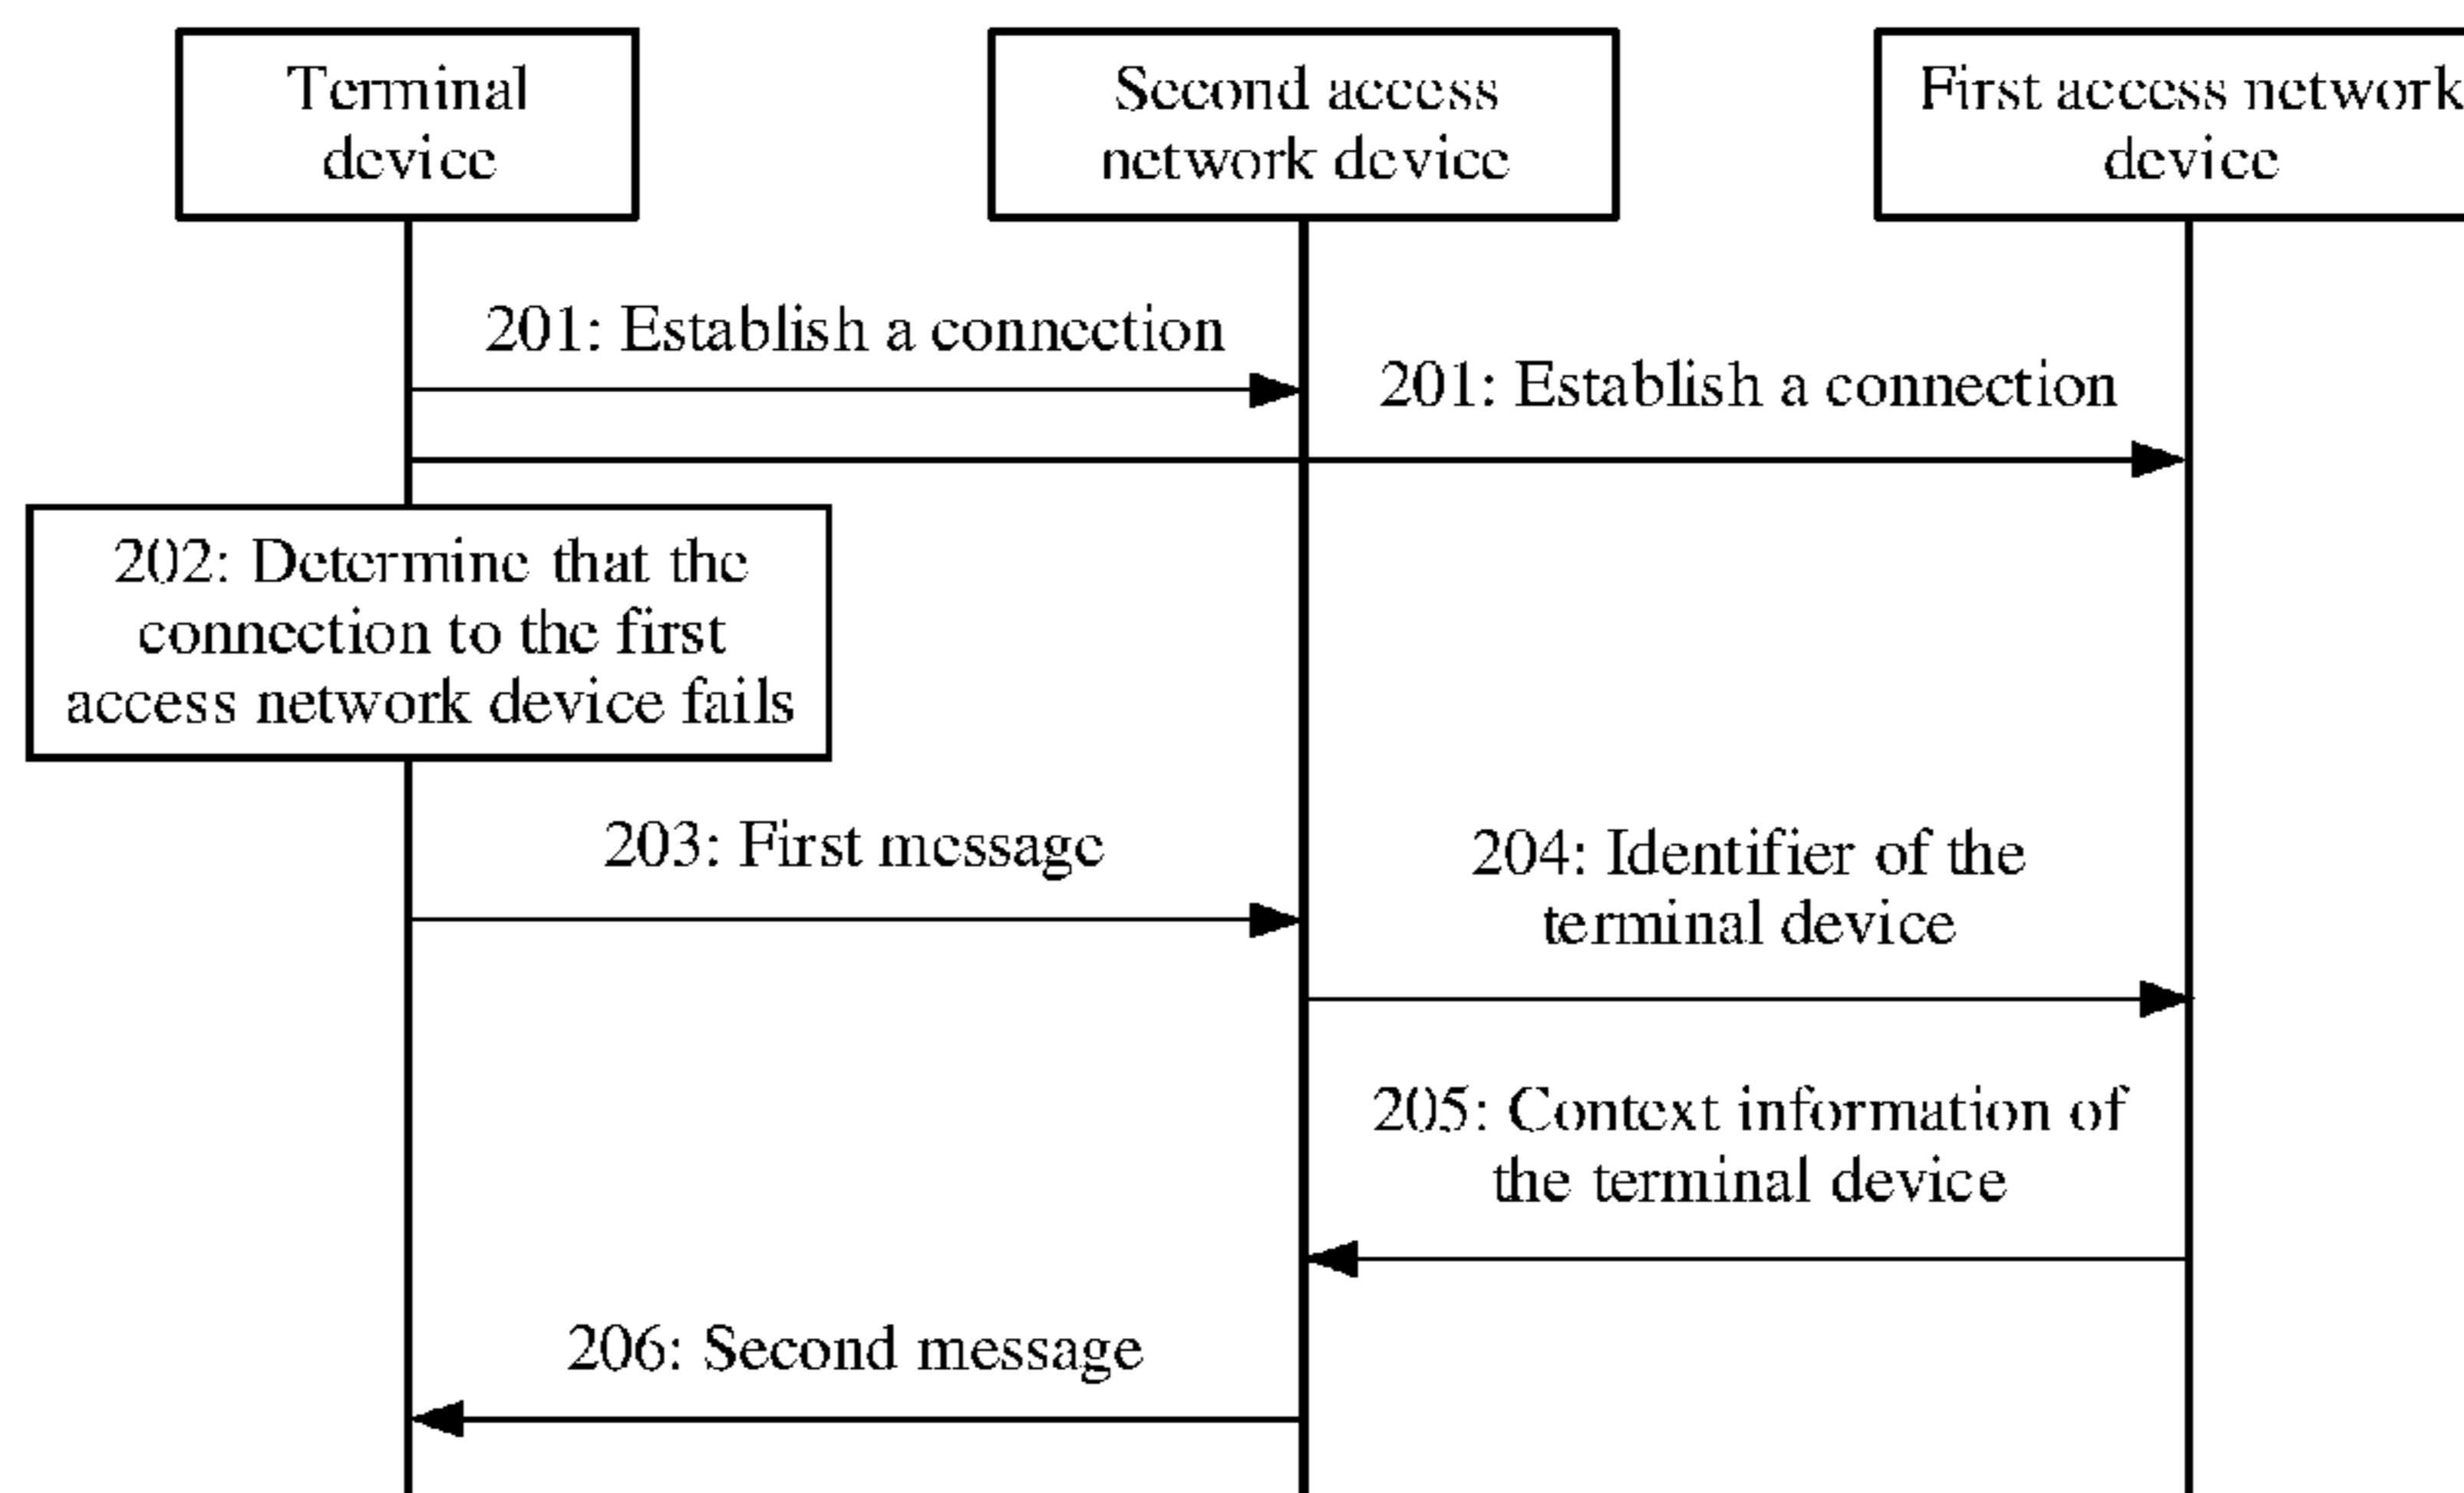 Terminal
device
Second access
network device
First access network
device
201: Establish a connection
201: Establish a connection
202: Determine that the
connection to the first
access network device fails
203: First message
204: Identifier of the
terminal device
205: Context information of
the terminal device
206: Second message